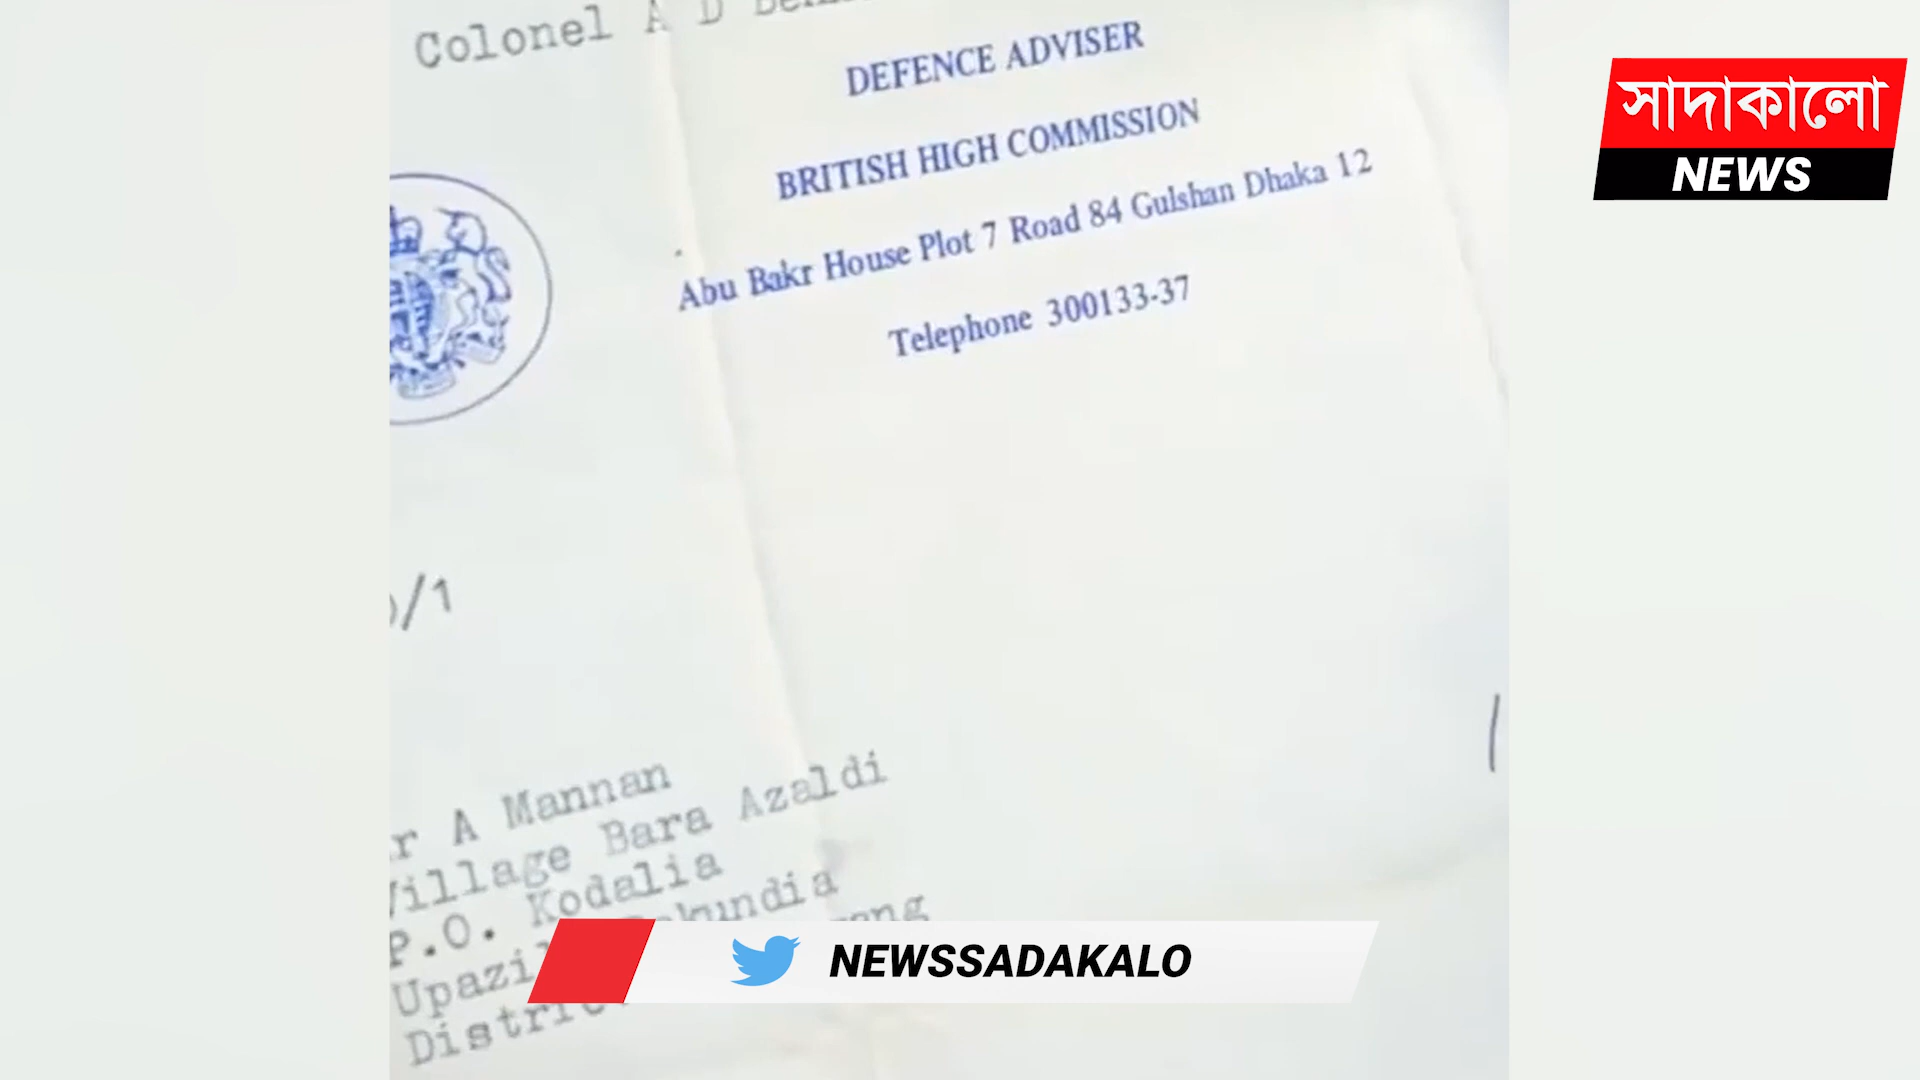 Colonel A D
DEFENCE ADVISER
BRITISH HIGH COMMISSION
Abu Bakr House Plot 7 Road 84 Gulshan Dhaka 12
Telephone 300133-37
সাদাকালো
NEWS
/1
A Mannan
Village Bara Azaldi
P.O. Kodalia
NEWSSADAKALO